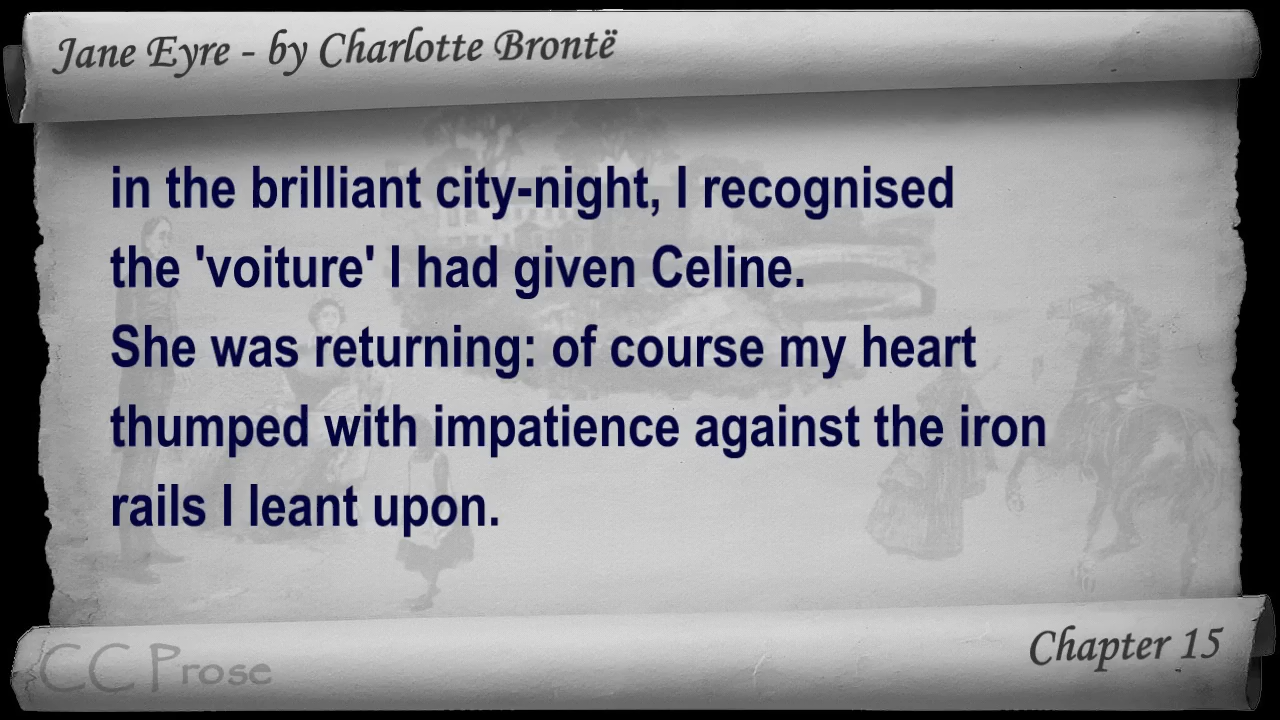 Jane Eyre - by Charlotte Brontë
in the brilliant city-night, I recognised
the 'voiture' I had given Celine.
She was returning: of course my heart
thumped with impatience against the iron
rails I leant upon.
Chapter 15
CC Prose